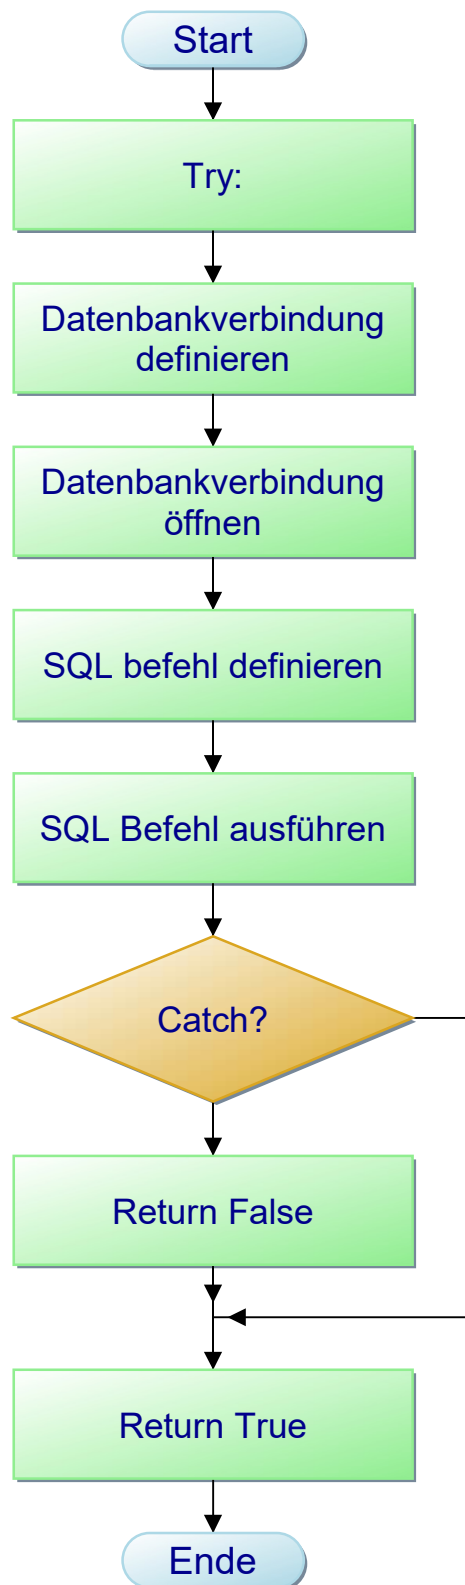 Start
Try:
Datenbankverbindung
definieren
Datenbankverbindung
öffnen
SQL befehl definieren
SQL Befehl ausführen
Catch?
Return False
Return True
Ende